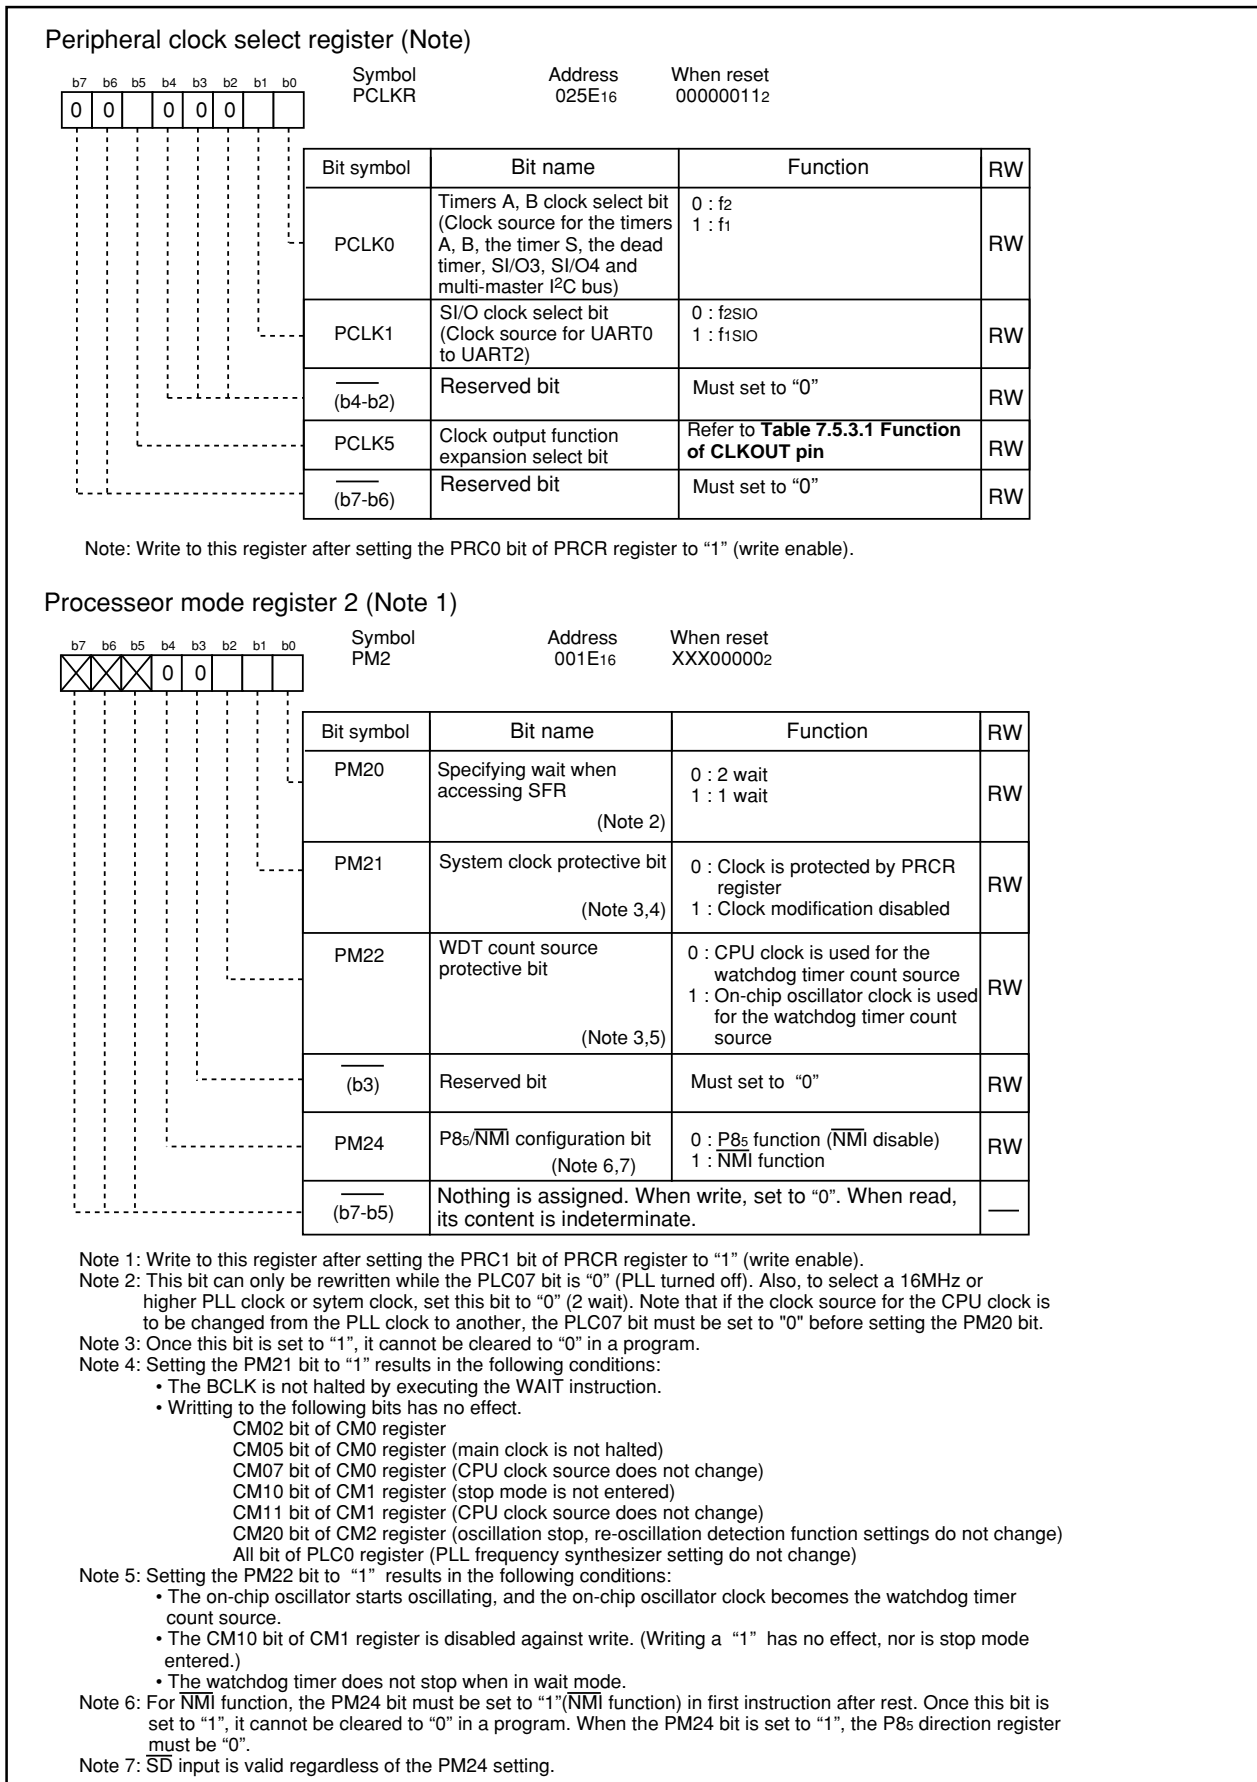 Peripheral clock select register (Note)
b7 b6 b5 b4 b3 b2 b1 b0
0 0 0 0 0
Symbol Address When reset
PCLKR 025E16 000000112
Bit symbol Bit name Function RW
PCLK0
Timers A, B clock select bit
(Clock source for the timers
A, B, the timer S, the dead
timer, SI/O3, SI/O4 and
multi-master I2C bus)
0 : f2
1 : f1
RW
PCLK1
SI/O clock select bit
(Clock source for UART0
to UART2)
0 : f2SIO
1 : f1SIO
RW
(b4-b2)
Reserved bit
Must set to “0”
RW
PCLK5
Clock output function
expansion select bit
Refer to Table 7.5.3.1 Function
of CLKOUT pin
RW
(b7-b6)
Reserved bit
Must set to “0”
RW
Note: Write to this register after setting the PRC0 bit of PRCR register to “1” (write enable).
Processeor mode register 2 (Note 1)
b7 b6 b5 b4 b3 b2 b1 b0
0 0
Symbol Address When reset
PM2 001E16 XXX000002
Bit symbol Bit name Function RW
PM20
Specifying wait when
accessing SFR
(Note 2)
0 : 2 wait
1 : 1 wait
RW
PM21
System clock protective bit
(Note 3,4)
0 : Clock is protected by PRCR
register
1 : Clock modification disabled
RW
PM22
WDT count source
protective bit
(Note 3,5)
0 : CPU clock is used for the
watchdog timer count source
1 : On-chip oscillator clock is used
for the watchdog timer count
source
RW
(b3)
Reserved bit
Must set to “0”
RW
PM24
P85/NMI configuration bit
(Note 6,7)
0 : P85 function (NMI disable)
1 : NMI function
RW
(b7-b5)
Nothing is assigned. When write, set to “0”. When read,
its content is indeterminate.
Note 1: Write to this register after setting the PRC1 bit of PRCR register to “1” (write enable).
Note 2: This bit can only be rewritten while the PLC07 bit is “0” (PLL turned off). Also, to select a 16MHz or
higher PLL clock or sytem clock, set this bit to “0” (2 wait). Note that if the clock source for the CPU clock is
to be changed from the PLL clock to another, the PLC07 bit must be set to "0" before setting the PM20 bit.
Note 3: Once this bit is set to “1”, it cannot be cleared to “0” in a program.
Note 4: Setting the PM21 bit to “1” results in the following conditions:
• The BCLK is not halted by executing the WAIT instruction.
• Writting to the following bits has no effect.
CM02 bit of CM0 register
CM05 bit of CM0 register (main clock is not halted)
CM07 bit of CM0 register (CPU clock source does not change)
CM10 bit of CM1 register (stop mode is not entered)
CM11 bit of CM1 register (CPU clock source does not change)
CM20 bit of CM2 register (oscillation stop, re-oscillation detection function settings do not change)
All bit of PLC0 register (PLL frequency synthesizer setting do not change)
Note 5: Setting the PM22 bit to “1” results in the following conditions:
• The on-chip oscillator starts oscillating, and the on-chip oscillator clock becomes the watchdog timer
count source.
• The CM10 bit of CM1 register is disabled against write. (Writing a “1” has no effect, nor is stop mode
entered.)
• The watchdog timer does not stop when in wait mode.
Note 6: For NMI function, the PM24 bit must be set to “1”(NMI function) in first instruction after rest. Once this bit is
set to “1”, it cannot be cleared to “0” in a program. When the PM24 bit is set to “1”, the P85 direction register
must be “0”.
Note 7: SD input is valid regardless of the PM24 setting.